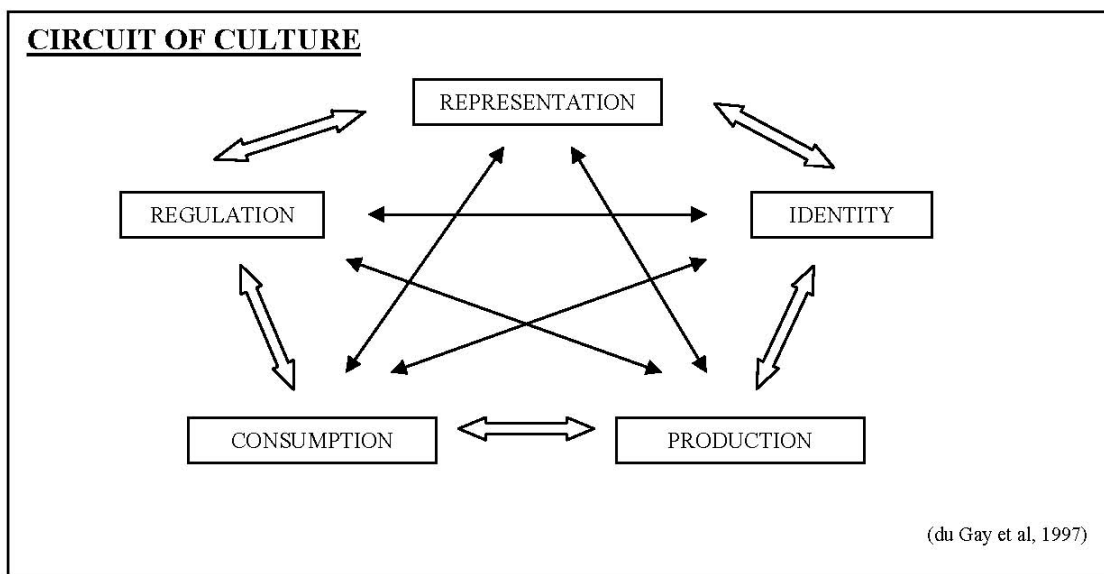 CIRCUIT OF CULTURE
REPRESENTATION
REGULATION
IDENTITY
CONSUMPTION
PRODUCTION
(du Gay et al, 1997)